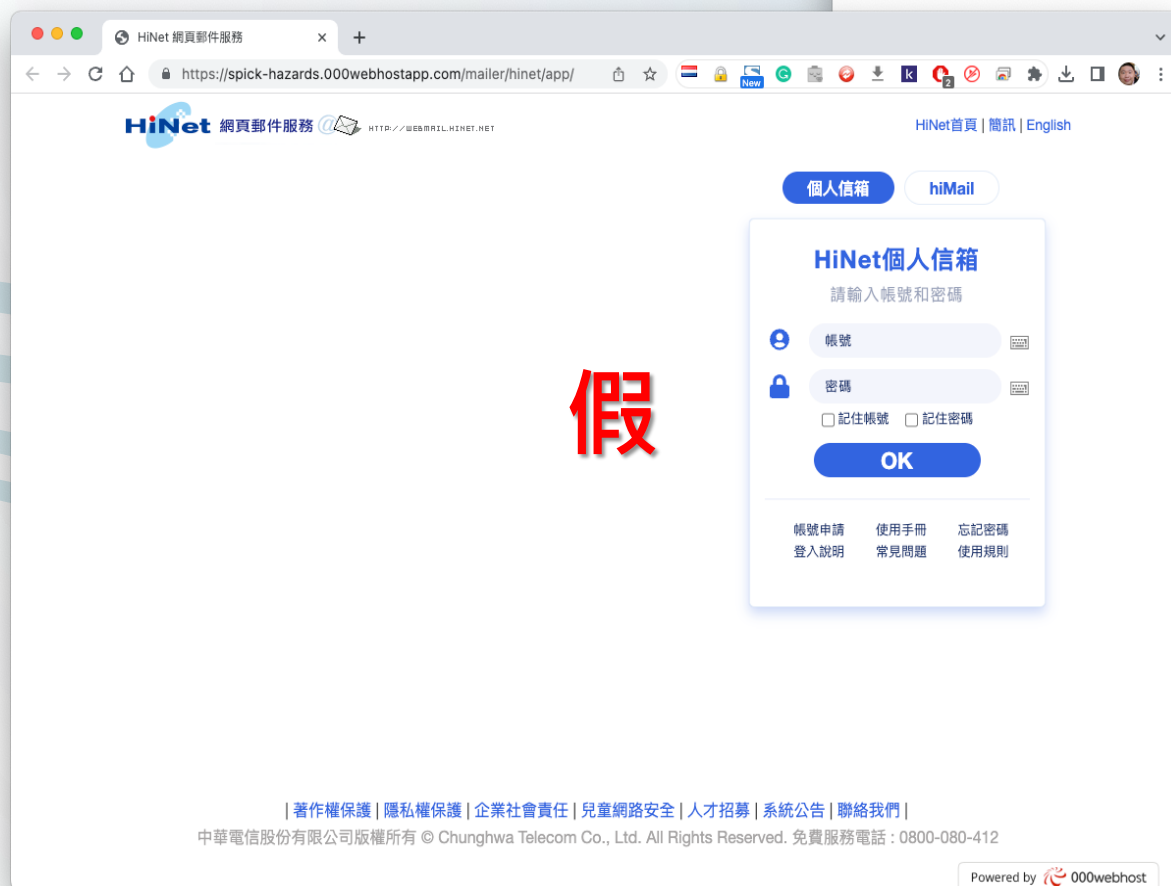 HiNet 網頁郵件服務
https://spick-hazards.000webhostapp.com/mailer/hinet/app/
New
2
HiNet 網頁郵件服務 @ HTTP://WEBMAIL.HINET.NET
HiNet首頁 | 簡訊 | English
個人信箱 hiMail
HiNet個人信箱
請輸入帳號和密碼
帳號
密碼
記住帳號 記住密碼
OK
假
帳號申請 使用手冊 忘記密碼
登入說明 常見問題 使用規則
| 著作權保護 | 隱私權保護 | 企業社會責任 | 兒童網路安全 | 人才招募 | 系統公告 | 聯絡我們 |
中華電信股份有限公司版權所有 © Chunghwa Telecom Co., Ltd. All Rights Reserved. 免費服務電話 : 0800-080-412
Powered by 000webhost